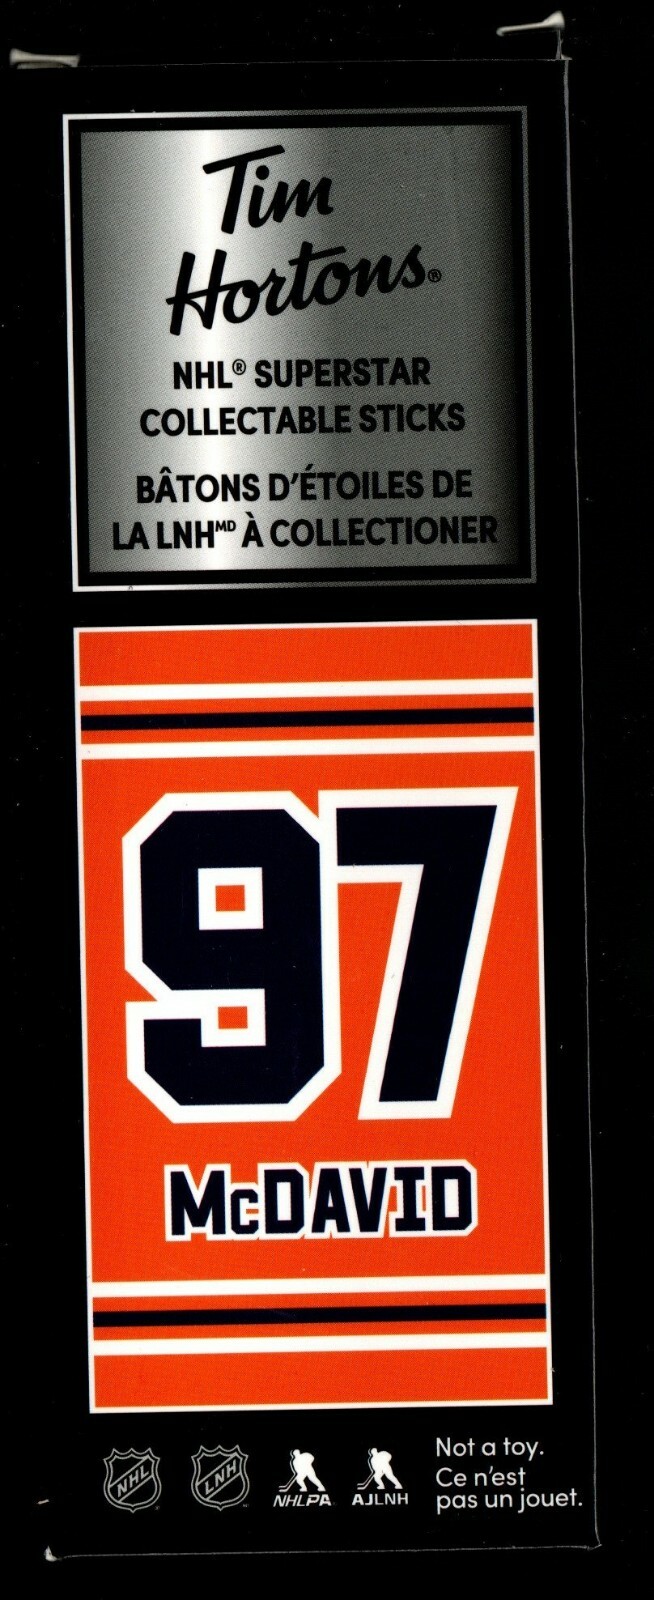 Tim
Hortons®
NHL® SUPERSTAR
COLLECTABLE STICKS
BÂTONS D'ÉTOILES DE
LA LNHMD À COLLECTIONER
97
McDAVID
NHL
LNH
NHLPA
AJLNH
Not a toy.
Ce n'est
pas un jouet.